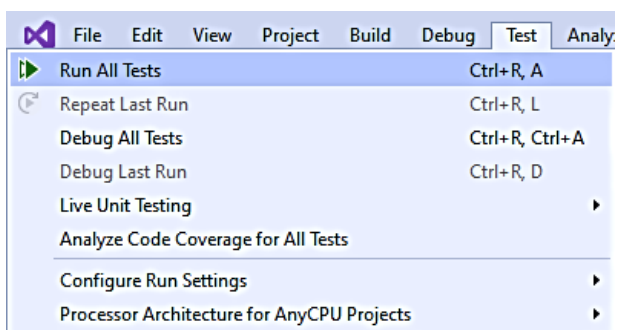 File Edit View Project Build Debug Test Analy
Run All Tests Ctrl+R, A
Repeat Last Run Ctrl+R, L
Debug All Tests Ctrl+R, Ctrl+A
Debug Last Run Ctrl+R, D
Live Unit Testing
Analyze Code Coverage for All Tests
Configure Run Settings
Processor Architecture for AnyCPU Projects